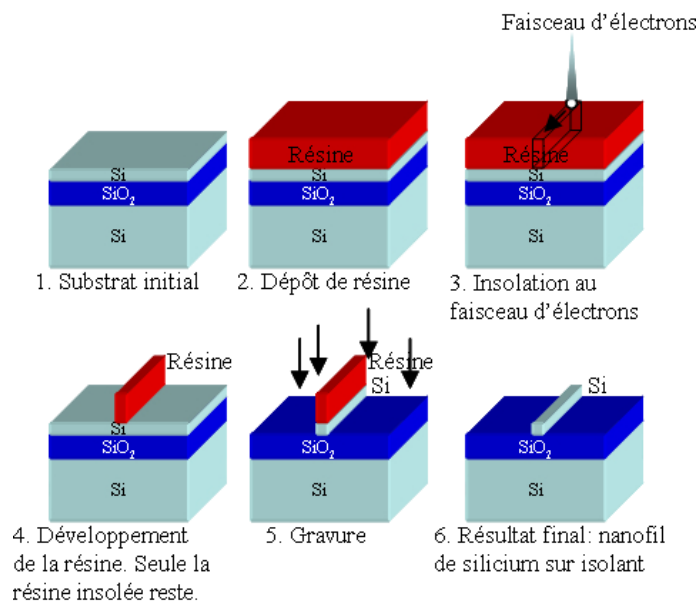 Faisceau d'électrons
Si
SiO₂
Si
1. Substrat initial
Résine
Si
SiO₂
Si
2. Dépôt de résine
Résine
Si
SiO₂
Si
3. Insolation au
faisceau d'électrons
Résine
Si
SiO₂
Si
4. Développement
de la résine. Seule la
résine insolée reste.
Résine
Si
SiO₂
Si
5. Gravure
Si
SiO₂
Si
6. Résultat final: nanofil
de silicium sur isolant